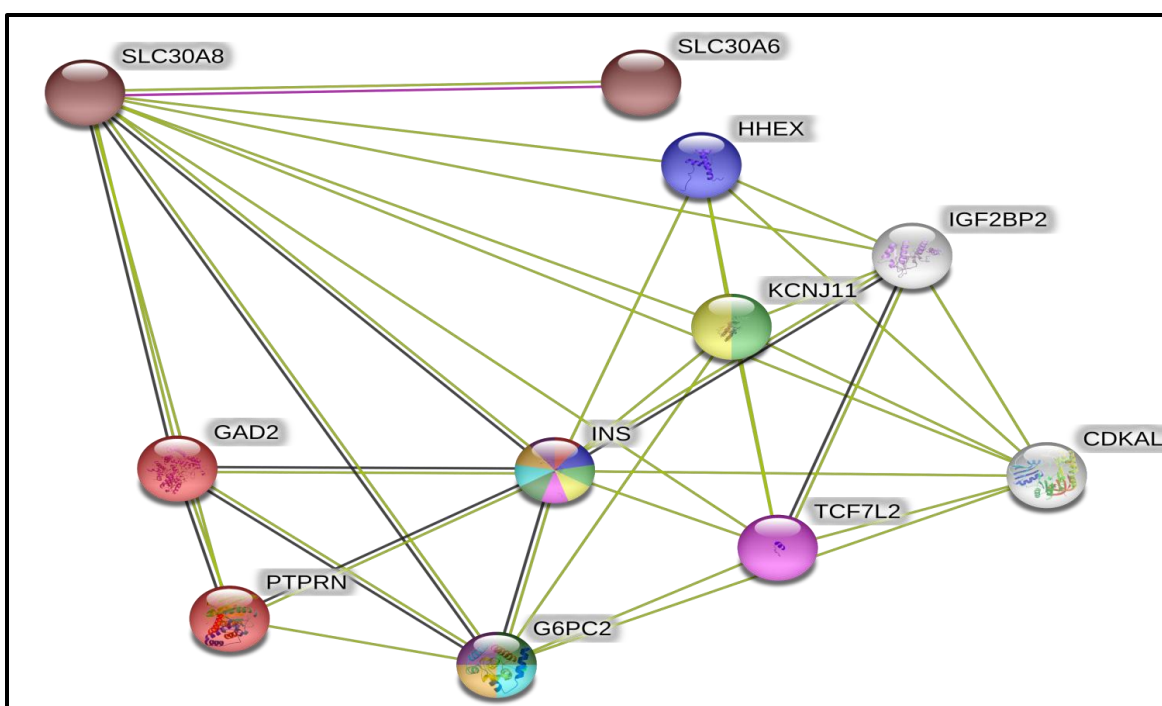 SLC30A8
SLC30A6
HHEX
IGF2BP2
KCNJ11
GAD2
INS
CDKAL
TCF7L2
PTPRN
G6PC2